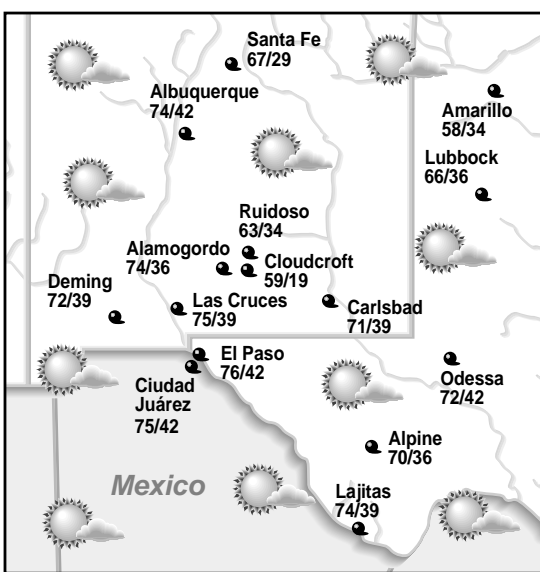 Santa Fe
67/29
Albuquerque
74/42
Amarillo
58/34
Lubbock
66/36
Ruidoso
63/34
Alamogordo
74/36
Cloudcroft
59/19
Deming
72/39
Las Cruces
75/39
Carlsbad
71/39
El Paso
76/42
Ciudad
Juárez
75/42
Odessa
72/42
Alpine
70/36
Mexico
Lajitas
74/39